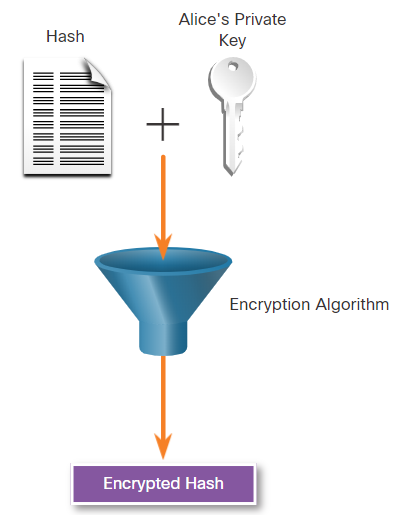 Hash
Alice's Private
Key
Encryption Algorithm
Encrypted Hash